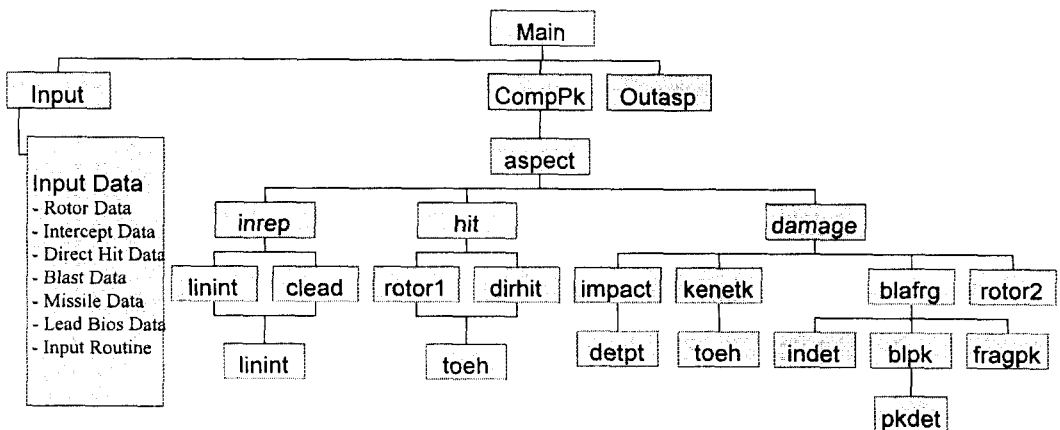 Main
Input
CompPk
Outasp
aspect
Input Data
- Rotor Data
- Intercept Data
- Direct Hit Data
- Blast Data
- Missile Data
- Lead Bios Data
- Input Routine
inrep
hit
damage
linint
clead
rotor1
dirhit
impact
kenetk
blafrg
rotor2
linint
toeh
detpt
toeh
indet
blpk
fragpk
pkdet